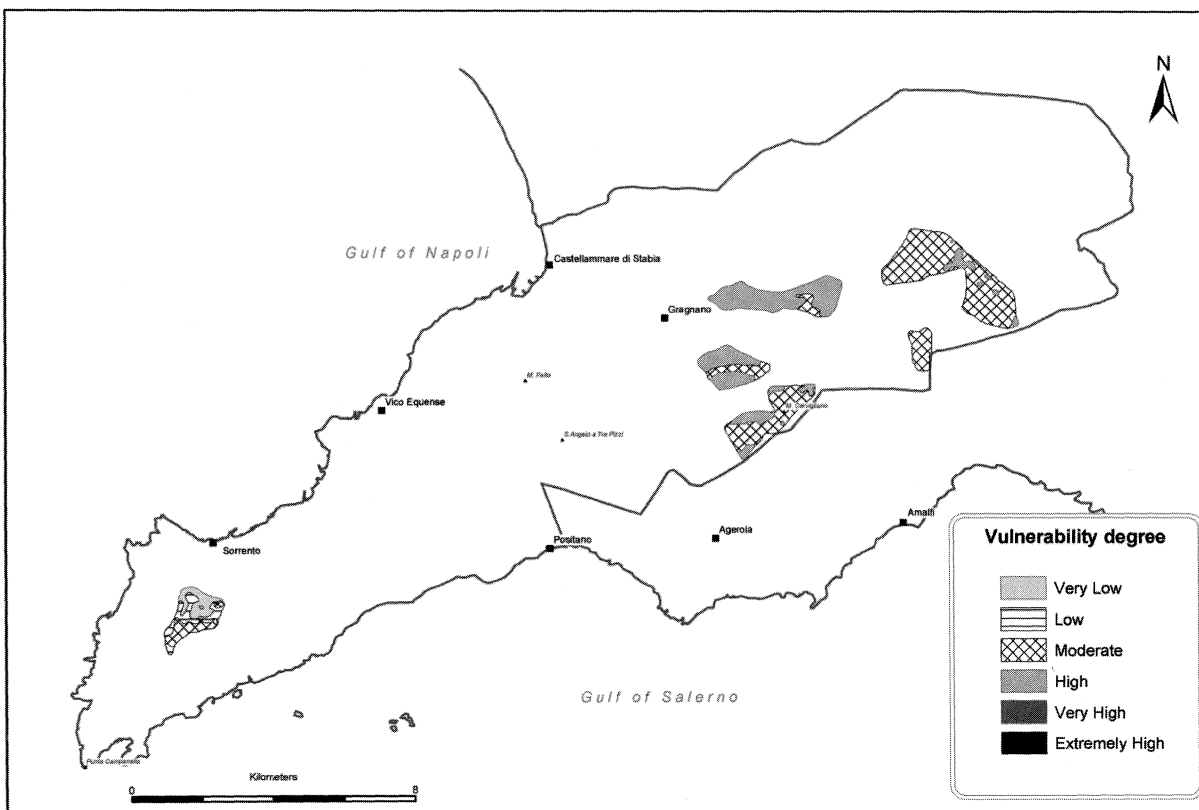 N
Gulf of Napoli
Castellammare di Stabia
Gragnano
M. Faito
Vico Equense
M. Cervigliano
S.Angelo a Tre Pizzi
Amalfi
Agerola
Positano
Sorrento
Gulf of Salerno
Punta Campanella
Kilometers
0 8
Vulnerability degree
Very Low
Low
Moderate
High
Very High
Extremely High